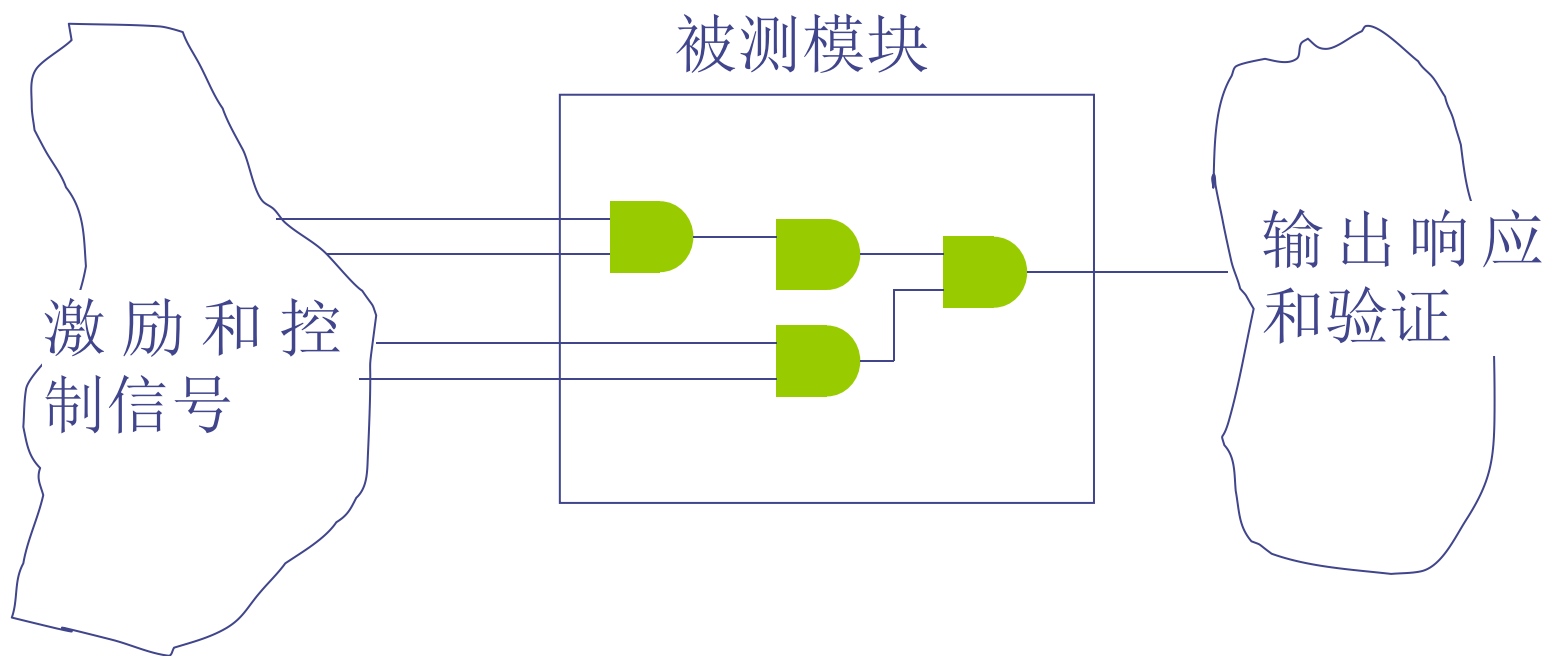 被测模块
激励和控
制信号
输出响应
和验证